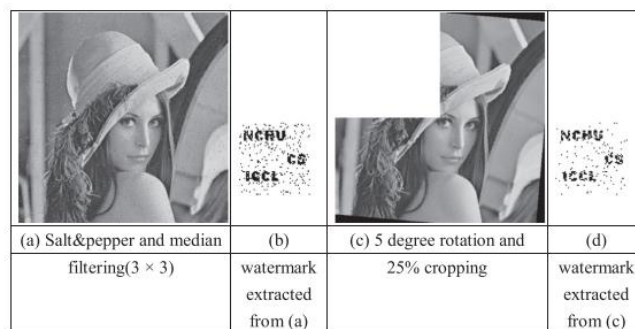 NCHU
CS
ICCL
NCHU
CS
ICCL
(a) Salt&pepper and median
(b)
(c) 5 degree rotation and
(d)
filtering(3 × 3)
watermark
extracted
from (a)
25% cropping
watermark
extracted
from (c)